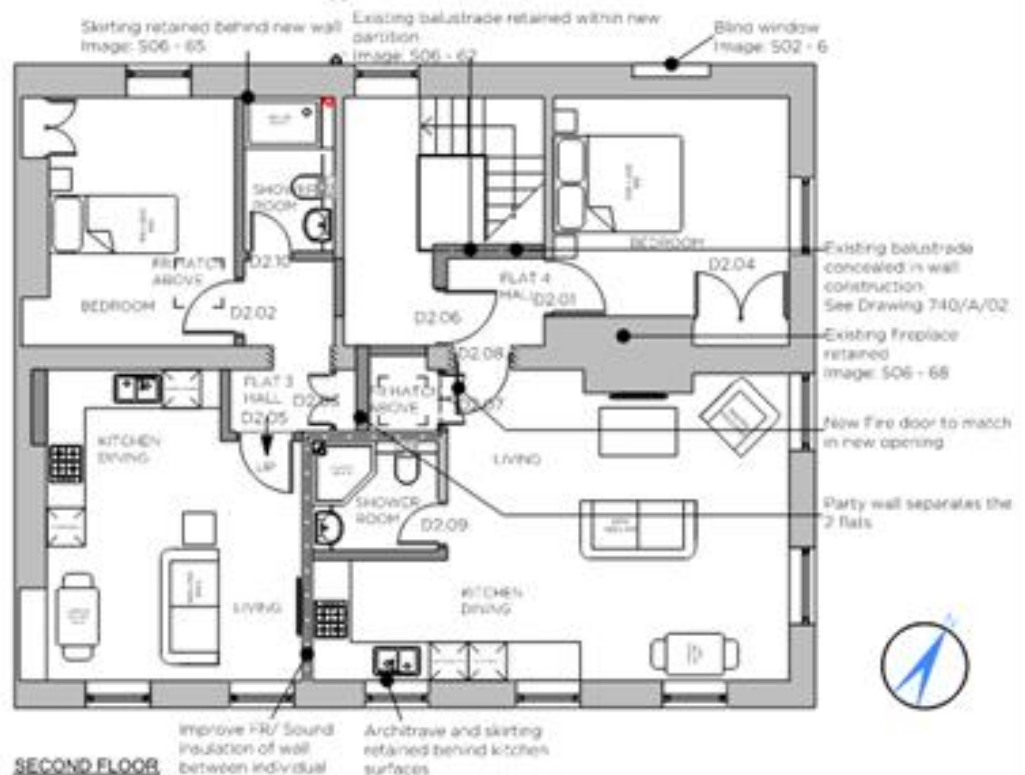 Skirting retained behind new wall
Image: S06 - 65
Existing balustrade retained within new
partition
Image: S06 - 62
Blind window
Image: S02 - 6
SHOWER
ROOM
BEDROOM
FLAT 4
HALL
D2.01
D2.04
Existing balustrade
concealed in wall
construction
See Drawing 740/A/02
D2.10
FR HATCH
ABOVE
BEDROOM
D2.02
D2.06
D2.08
Existing fireplace
retained
Image: S06 - 68
FLAT 3
HALL
D2.05
FR HATCH
ABOVE
D2.07
New Fire door to match
in new opening
KITCHEN
DINING
UP
LIVING
SHOWER
ROOM
D2.09
Party wall separates the
2 flats
LIVING
KITCHEN
DINING
N
Improve FR/ Sound
insulation of wall
between individual
Architrave and skirting
retained behind kitchen
surfaces
SECOND FLOOR